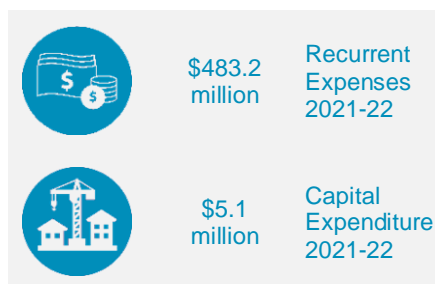 $
$
$483.2
million
Recurrent
Expenses
2021-22
$5.1
million
Capital
Expenditure
2021-22